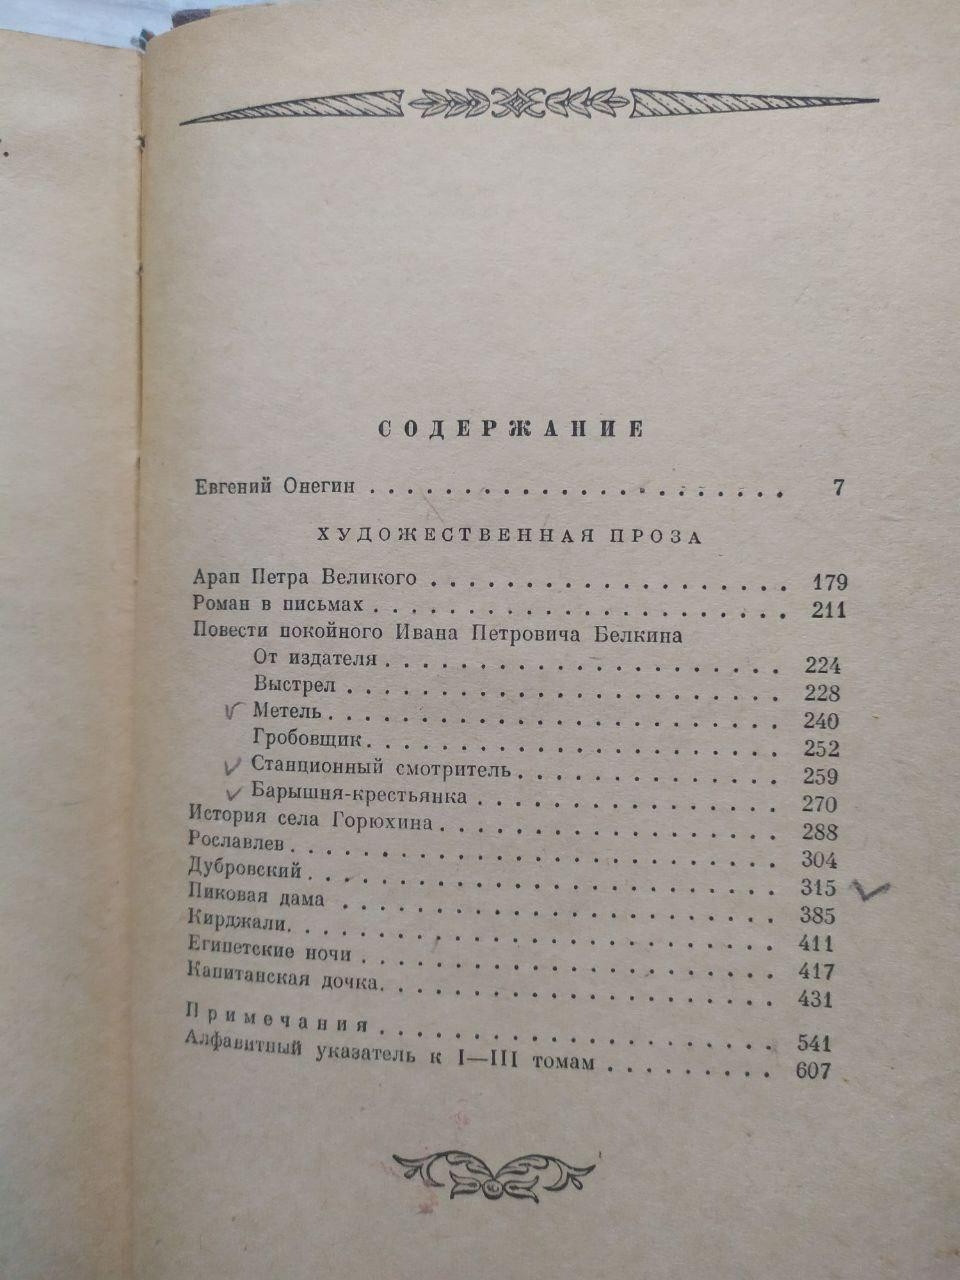 СОДЕРЖАНИЕ
Евгений Онегин . . . . . . . . . . . . . . . . . . . . . . 7
ХУДОЖЕСТВЕННАЯ ПРОЗА
Арап Петра Великого . . . . . . . . . . . . . . . . . . . 179
Роман в письмах . . . . . . . . . . . . . . . . . . . . . . 211
Повести покойного Ивана Петровича Белкина
От издателя . . . . . . . . . . . . . . . . . . . . . 224
Выстрел . . . . . . . . . . . . . . . . . . . . . . . 228
Метель . . . . . . . . . . . . . . . . . . . . . . . . 240
Гробовщик . . . . . . . . . . . . . . . . . . . . . . 252
Станционный смотритель . . . . . . . . . . . . . . 259
Барышня-крестьянка . . . . . . . . . . . . . . . . 270
История села Горюхина . . . . . . . . . . . . . . . . . . 288
Рославлев . . . . . . . . . . . . . . . . . . . . . . . . . 304
Дубровский . . . . . . . . . . . . . . . . . . . . . . . . 315
Пиковая дама . . . . . . . . . . . . . . . . . . . . . . . 385
Кирджали . . . . . . . . . . . . . . . . . . . . . . . . . 411
Египетские ночи . . . . . . . . . . . . . . . . . . . . . 417
Капитанская дочка . . . . . . . . . . . . . . . . . . . . 431
Примечания . . . . . . . . . . . . . . . . . . . . . 541
Алфавитный указатель к I—III томам . . . . . . . . . 607